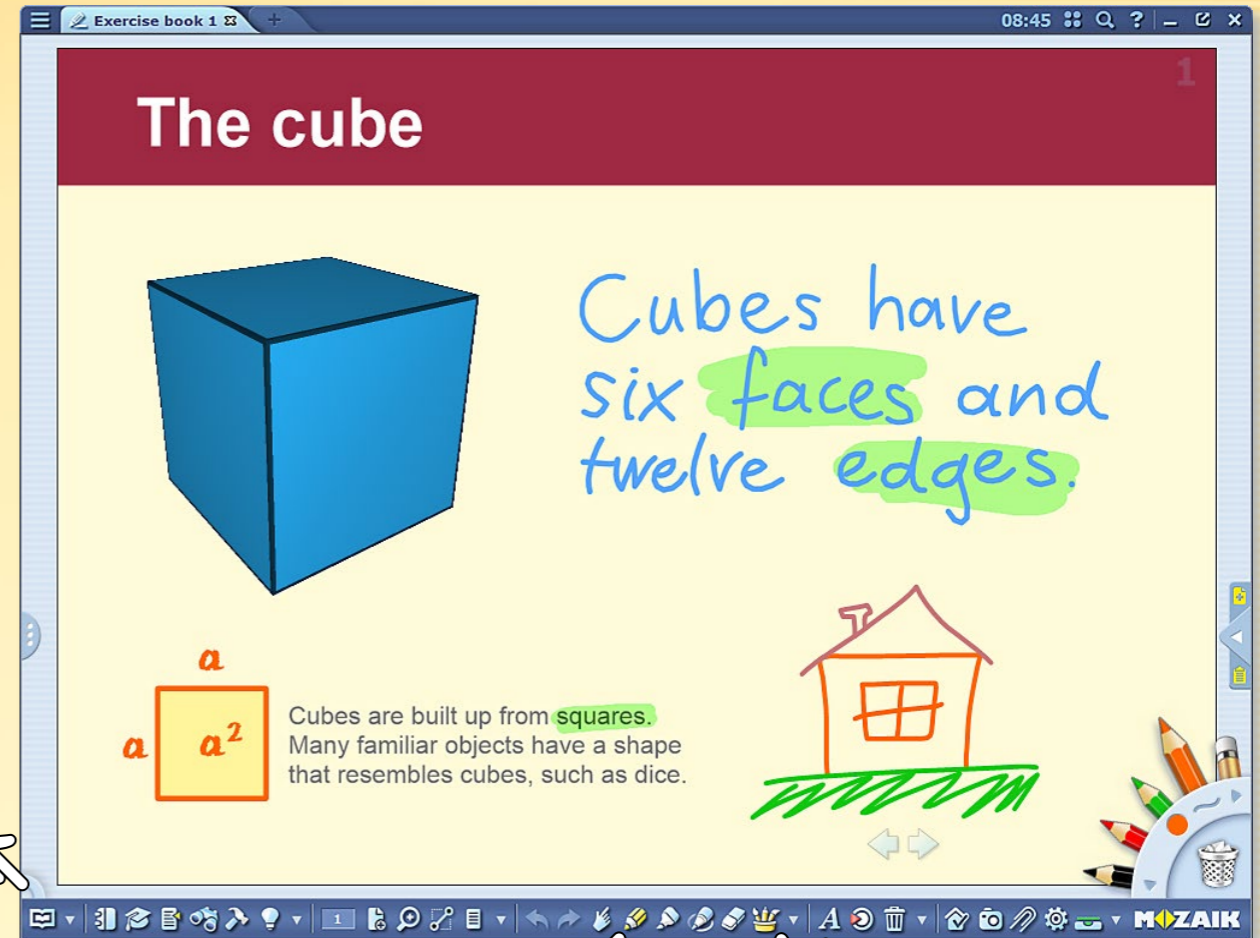 Exercise book 1
08:45
1
The cube
Cubes have
six faces and
twelve edges.
a
a a²
Cubes are built up from squares.
Many familiar objects have a shape
that resembles cubes, such as dice.
1
A
MOZAIK